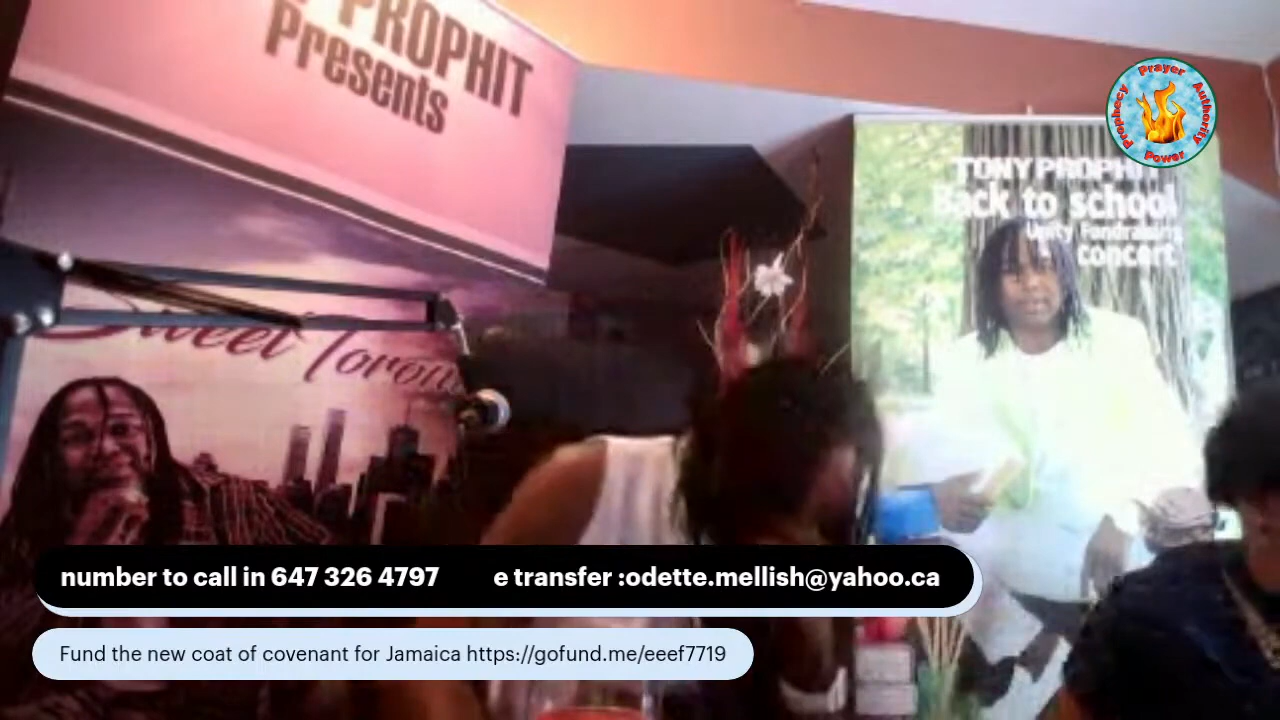 PROPHIT
Presents
Sweet Toron
TONY PROPHIT
Back to school
Unity Fundraising
concert
Prayer
Authority
Power
Prophecy
number to call in 647 326 4797
e transfer :odette.mellish@yahoo.ca
Fund the new coat of covenant for Jamaica https://gofund.me/eeef7719